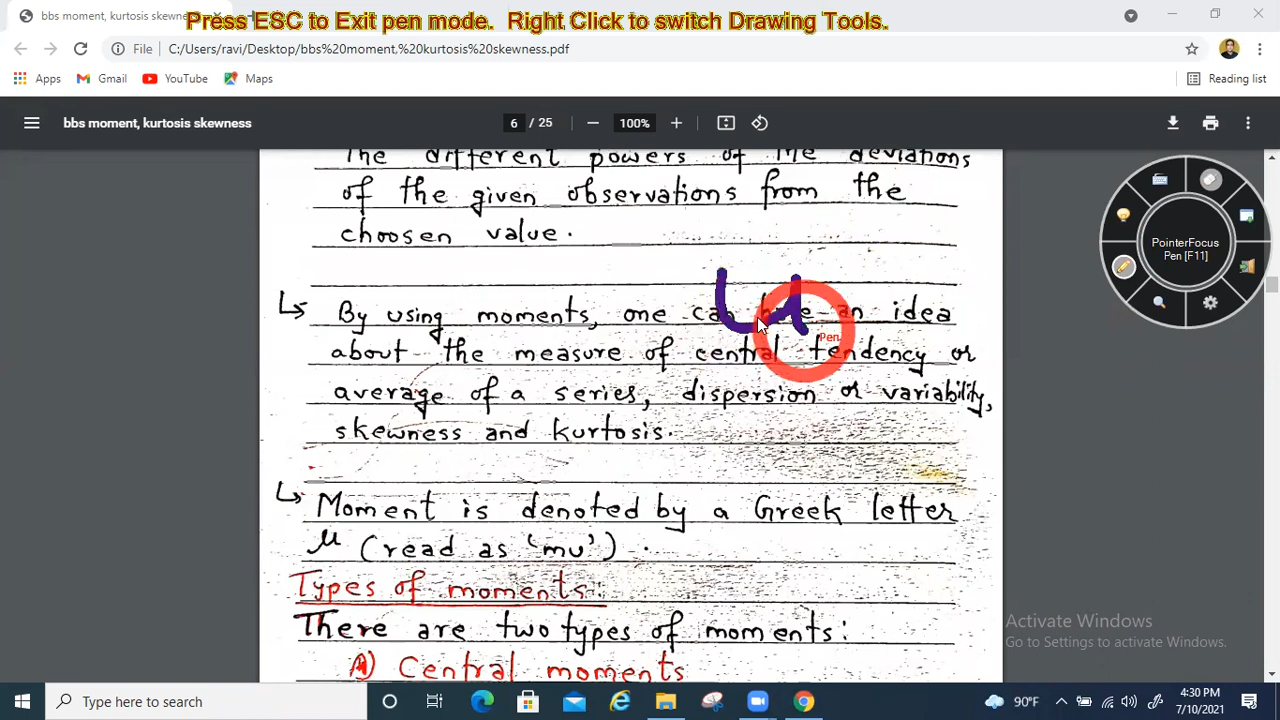 bbs moment, kurtosis skewne
Press ESC to Exit pen mode. Right Click to switch Drawing Tools.
File C:/Users/ravi/Desktop/bbs%20moment,%20kurtosis%20skewness.pdf
Apps Gmail YouTube Maps Reading list
bbs moment, kurtosis skewness 6 / 25 100%
The different powers of the deviations
of the given observations from the
choosen value.
↳ By using moments, one can have an idea
about the measure of central tendency or
average of a series, dispersion or variability,
skewness and kurtosis.
↳ Moment is denoted by a Greek letter
μ (read as 'mu') .
Types of moments:
There are two types of moments:
A) Central moments
μ
Pen
PointerFocus
Pen [F11]
Activate Windows
Go to Settings to activate Windows.
Type here to search
90°F
4:30 PM
7/10/2021